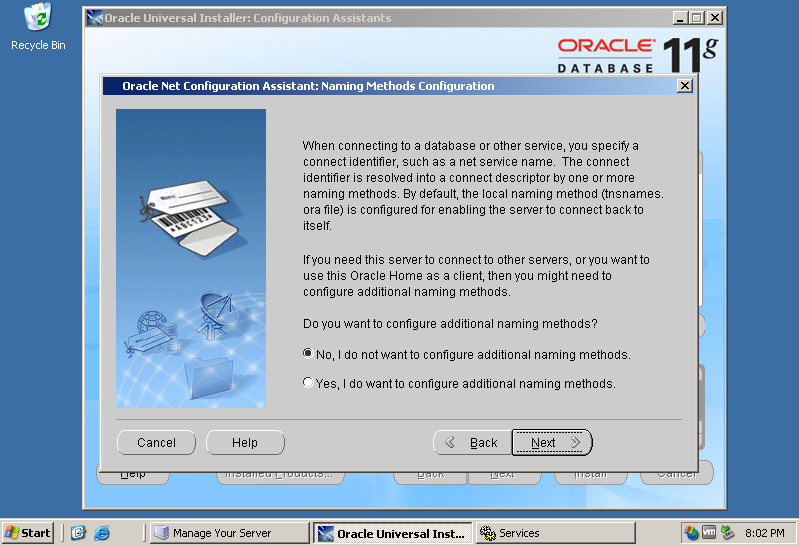 Recycle Bin
Oracle Universal Installer: Configuration Assistants
ORACLE
DATABASE
11g
Oracle Net Configuration Assistant: Naming Methods Configuration
When connecting to a database or other service, you specify a
connect identifier, such as a net service name. The connect
identifier is resolved into a connect descriptor by one or more
naming methods. By default, the local naming method (tnsnames.
ora file) is configured for enabling the server to connect back to
itself.
If you need this server to connect to other servers, or you want to
use this Oracle Home as a client, then you might need to
configure additional naming methods.
Do you want to configure additional naming methods?
No, I do not want to configure additional naming methods.
Yes, I do want to configure additional naming methods.
Name:
*ABC123*
Cancel Help Back Next
Help Installed Products... Back Next Install Cancel
Start Manage Your Server Oracle Universal Inst... Services 8:02 PM
vm